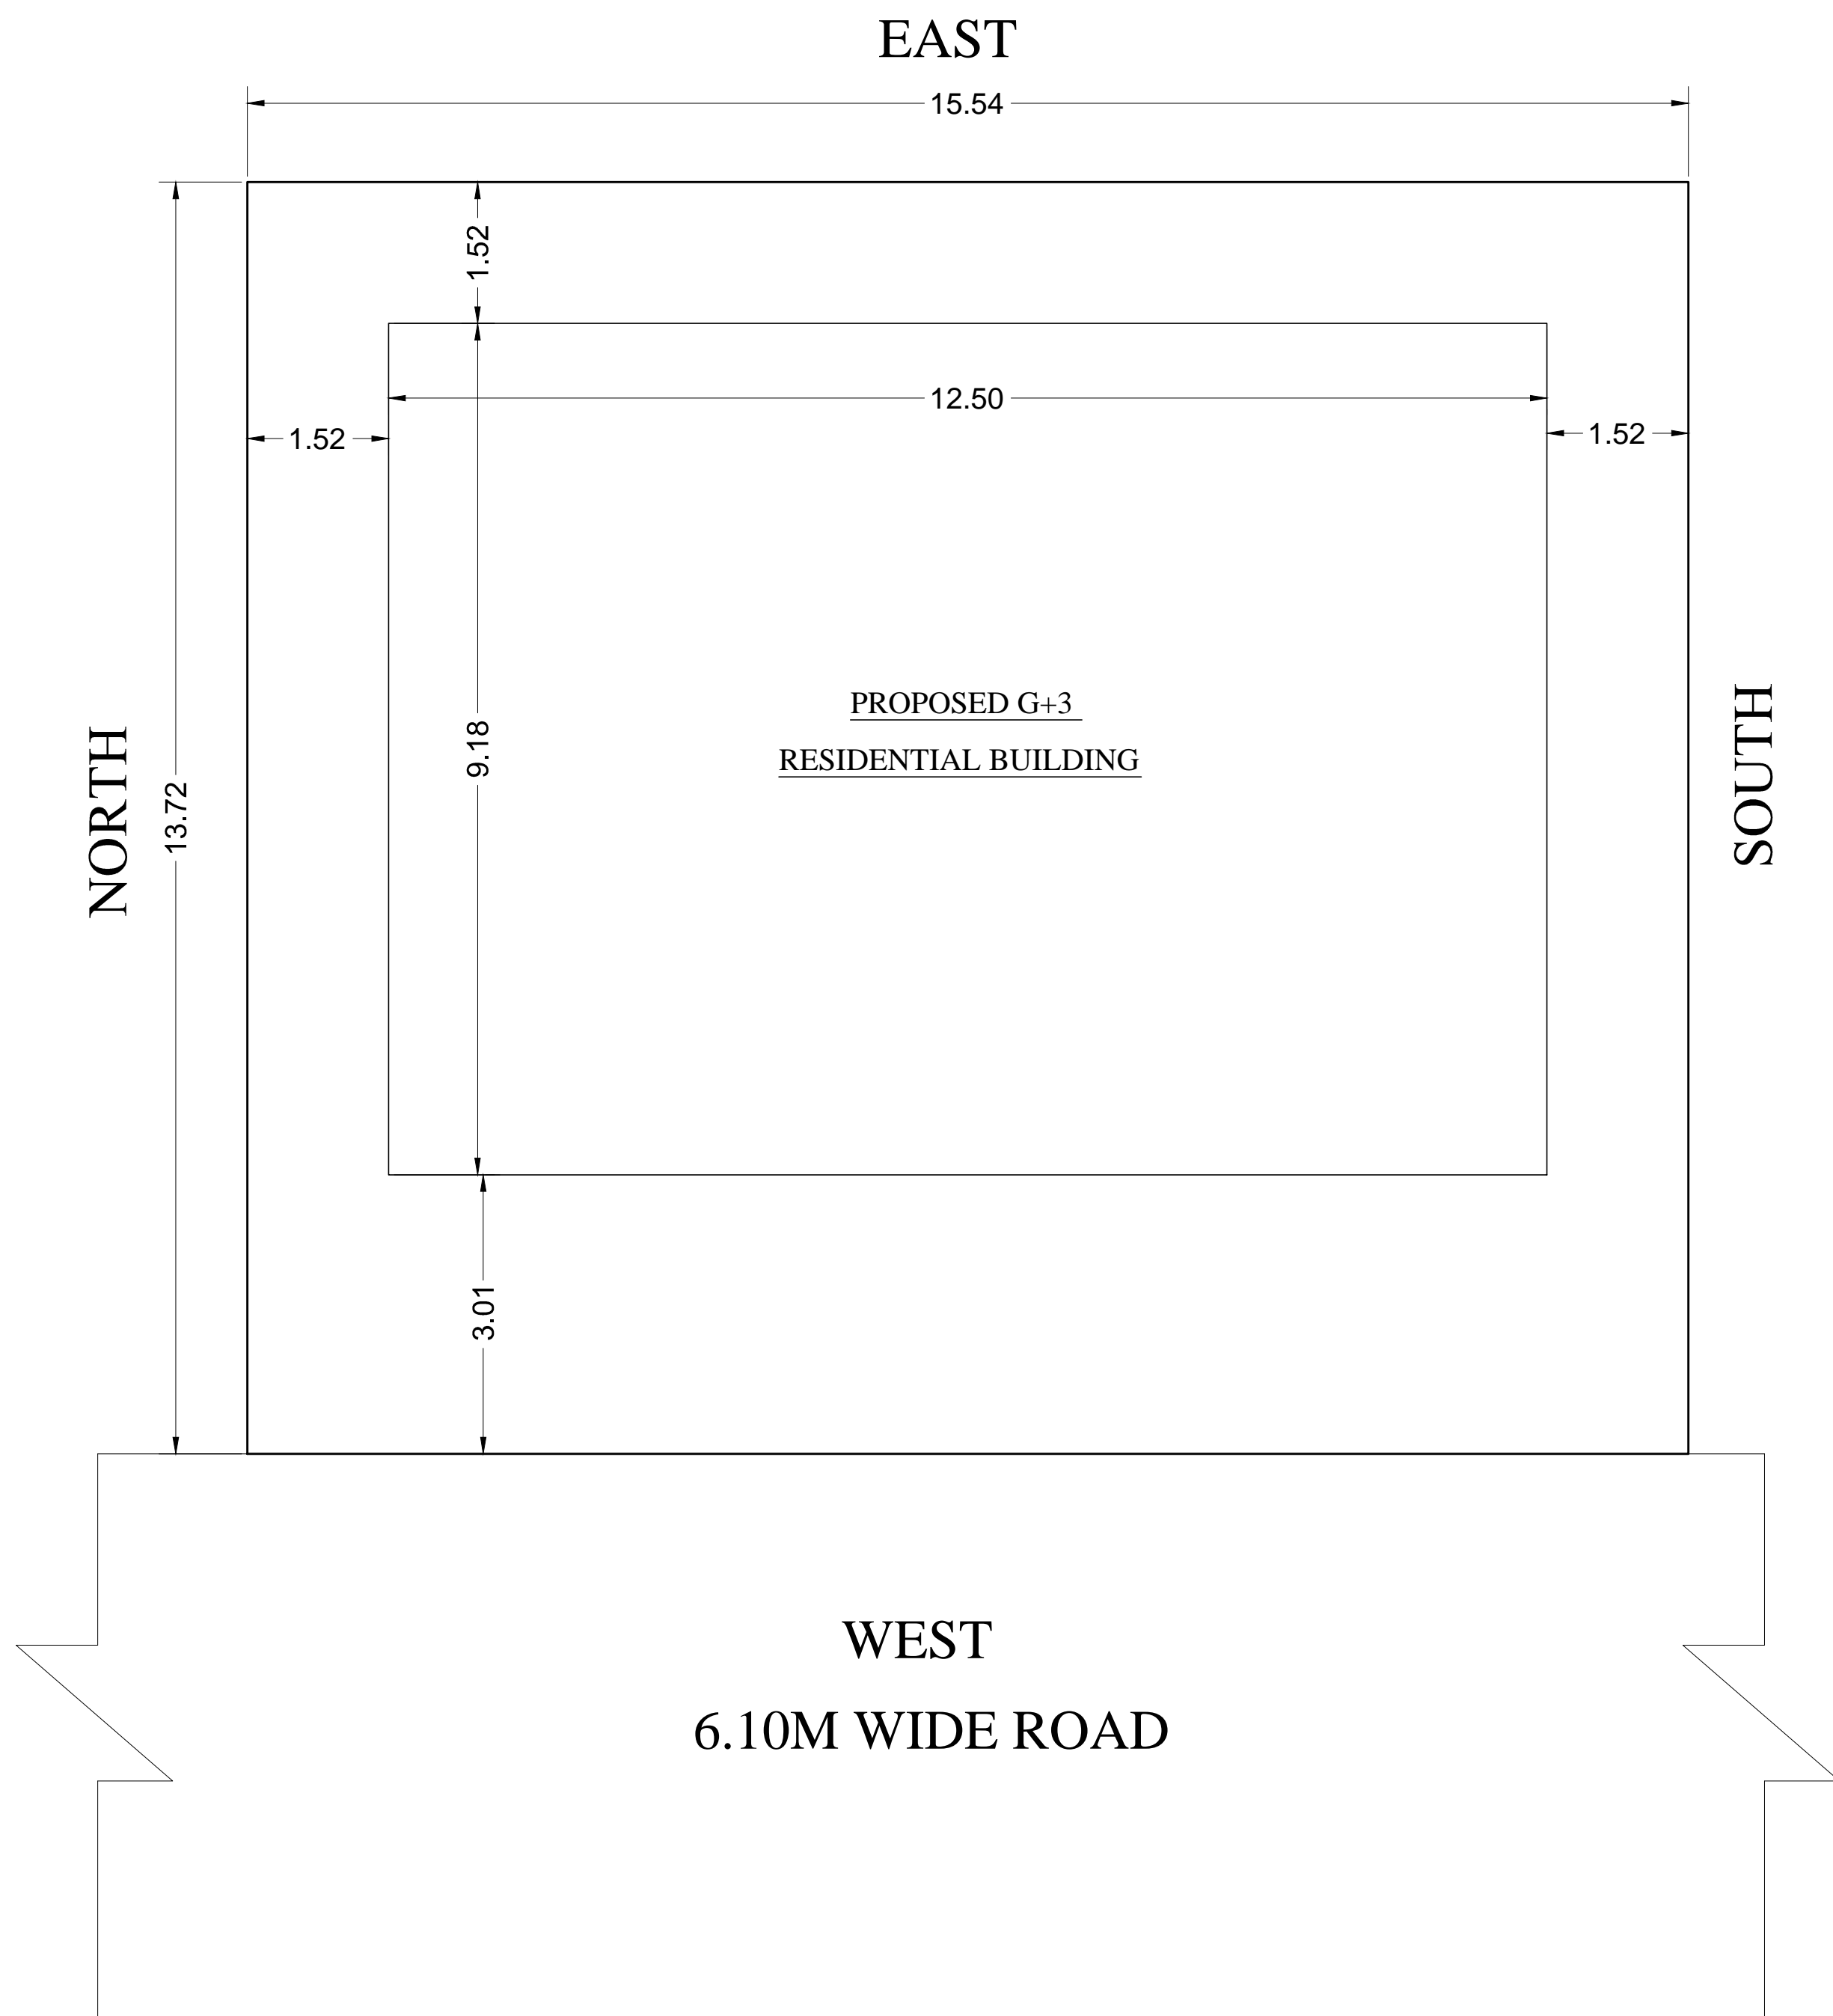 EAST
15.54
1.52
12.50
1.52
1.52
PROPOSED G+3
RESIDENTIAL BUILDING
9.18
13.72
NORTH
SOUTH
3.01
WEST
6.10M WIDE ROAD